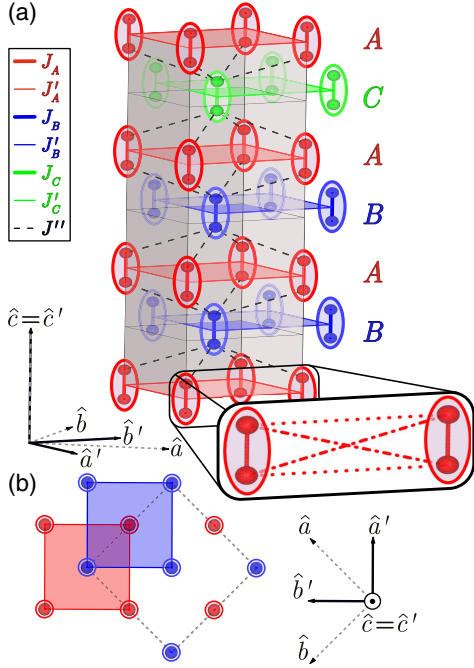 (a)
J_A
J'_A
J_B
J'_B
J_C
J'_C
J''
A
C
A
B
A
B
ĉ=ĉ'
b̂
b̂'
â
â'
(b)
â
â'
b̂'
ĉ=ĉ'
b̂